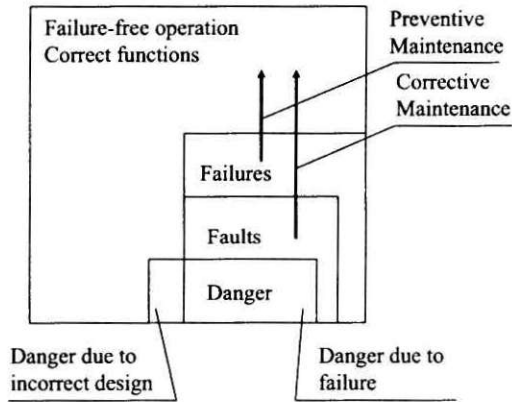 Failure-free operation
Correct functions
Preventive
Maintenance
Corrective
Maintenance
Failures
Faults
Danger
Danger due to
incorrect design
Danger due to
failure